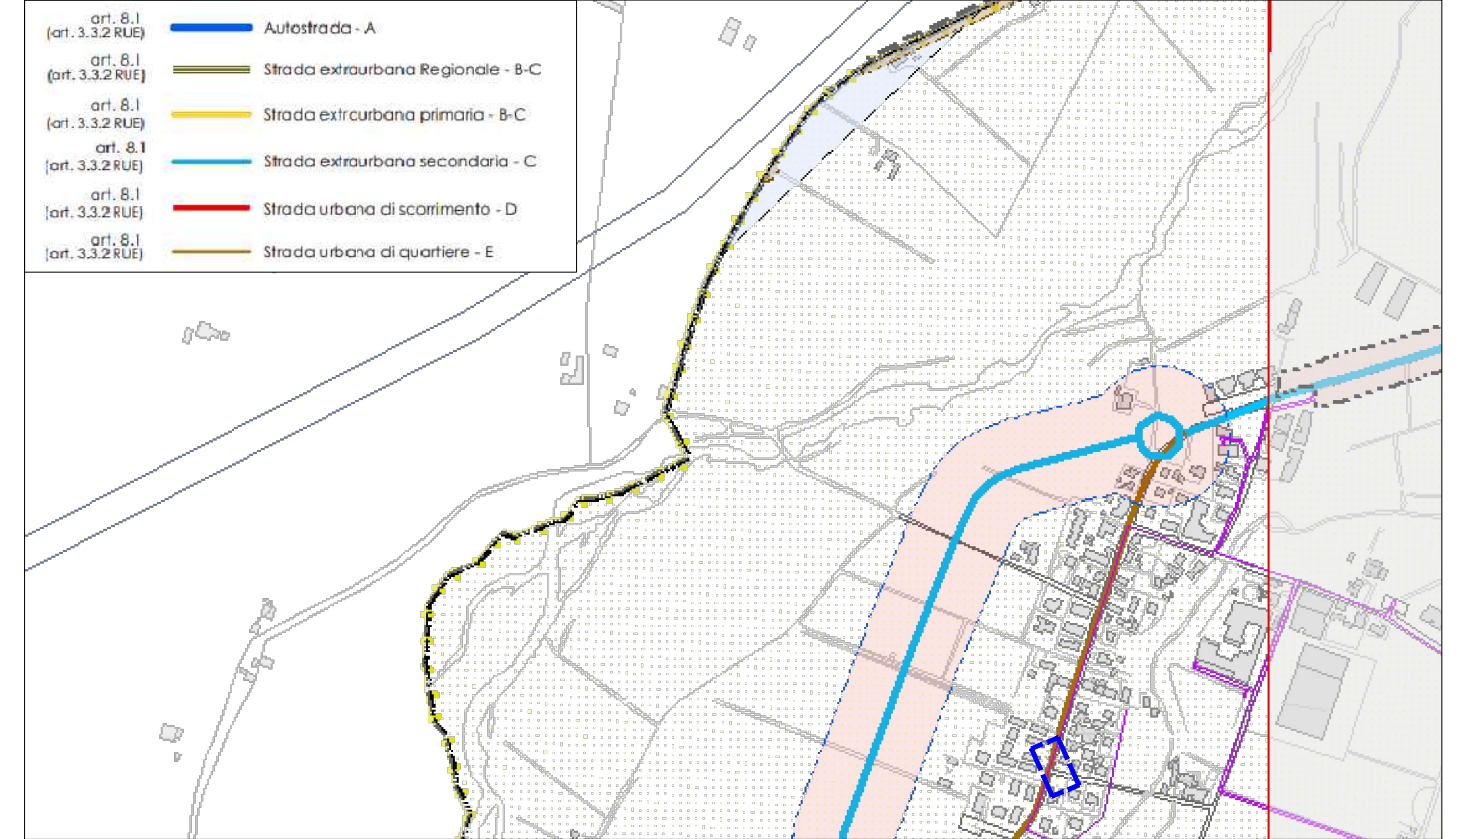 art. 8.1
(art. 3.3.2 RUE)
Autostrada - A
art. 8.1
(art. 3.3.2 RUE)
Strada extraurbana Regionale - B-C
art. 8.1
(art. 3.3.2 RUE)
Strada extrcurbana primaria - B-C
art. 8.1
(art. 3.3.2 RUE)
Strada extraurbana secondaria - C
art. 8.1
(art. 3.3.2 RUE)
Strada urbana di scorrimento - D
art. 8.1
(art. 3.3.2 RUE)
Strada urbana di quartiere - E